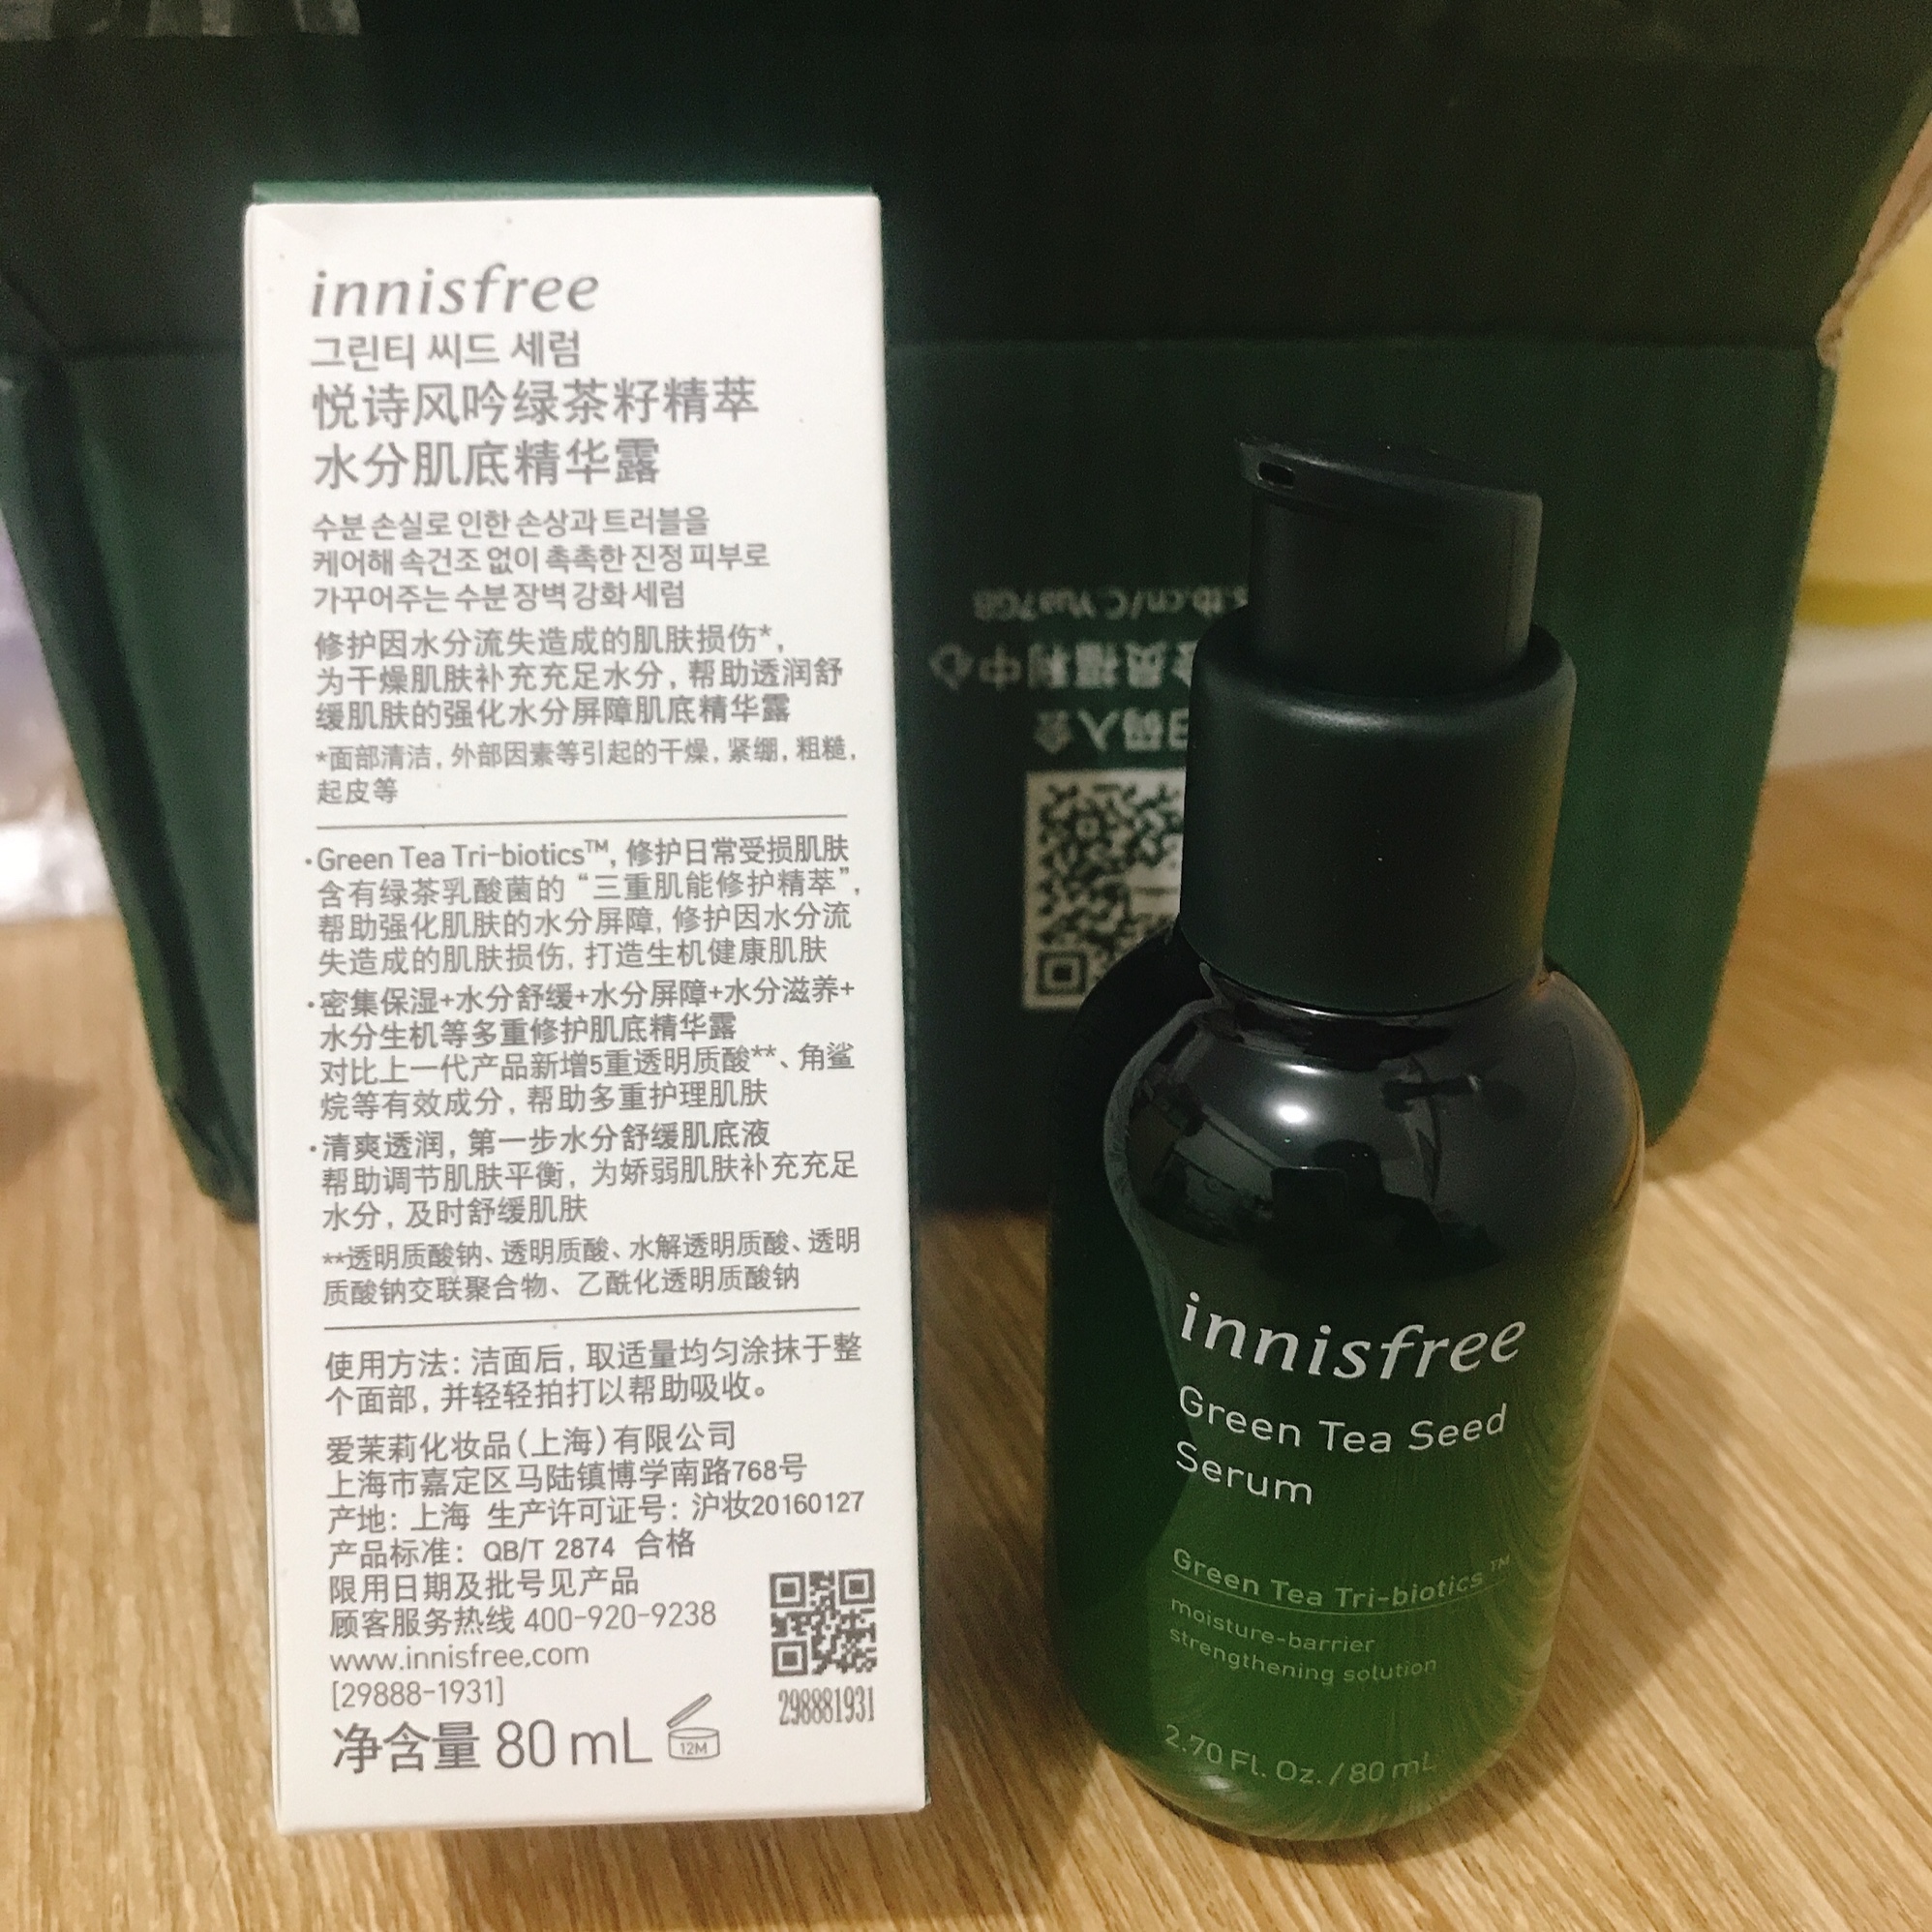 innisfree
그린티 씨드 세럼
悦诗风吟绿茶籽精萃
水分肌底精华露
수분 손실로 인한 손상과 트러블을
케어해 속건조 없이 촉촉한 진정 피부로
가꾸어주는 수분 장벽 강화 세럼
修护因水分流失造成的肌肤损伤*,
为干燥肌肤补充充足水分, 帮助透润舒
缓肌肤的强化水分屏障肌底精华露
*面部清洁, 外部因素等引起的干燥, 紧绷, 粗糙,
起皮等
·Green Tea Tri-biotics™, 修护日常受损肌肤
含有绿茶乳酸菌的“三重肌能修护精萃”,
帮助强化肌肤的水分屏障, 修护因水分流
失造成的肌肤损伤, 打造生机健康肌肤
·密集保湿+水分舒缓+水分屏障+水分滋养+
水分生机等多重修护肌底精华露
对比上一代产品新增5重透明质酸**、角鲨
烷等有效成分, 帮助多重护理肌肤
·清爽透润, 第一步水分舒缓肌底液
帮助调节肌肤平衡, 为娇弱肌肤补充充足
水分, 及时舒缓肌肤
**透明质酸钠、透明质酸、水解透明质酸、透明
质酸钠交联聚合物、乙酰化透明质酸钠
使用方法: 洁面后, 取适量均匀涂抹于整
个面部, 并轻轻拍打以帮助吸收。
爱茉莉化妆品(上海)有限公司
上海市嘉定区马陆镇博学南路768号
产地: 上海 生产许可证号: 沪妆20160127
产品标准: QB/T 2874 合格
限用日期及批号见产品
顾客服务热线 400-920-9238
www.innisfree.com
[29888-1931]
298881931
净含量 80 mL
12M
innisfree
Green Tea Seed
Serum
Green Tea Tri-biotics™
moisture-barrier
strengthening solution
2.70 Fl. Oz. / 80 mL
码入会
会员福利中心